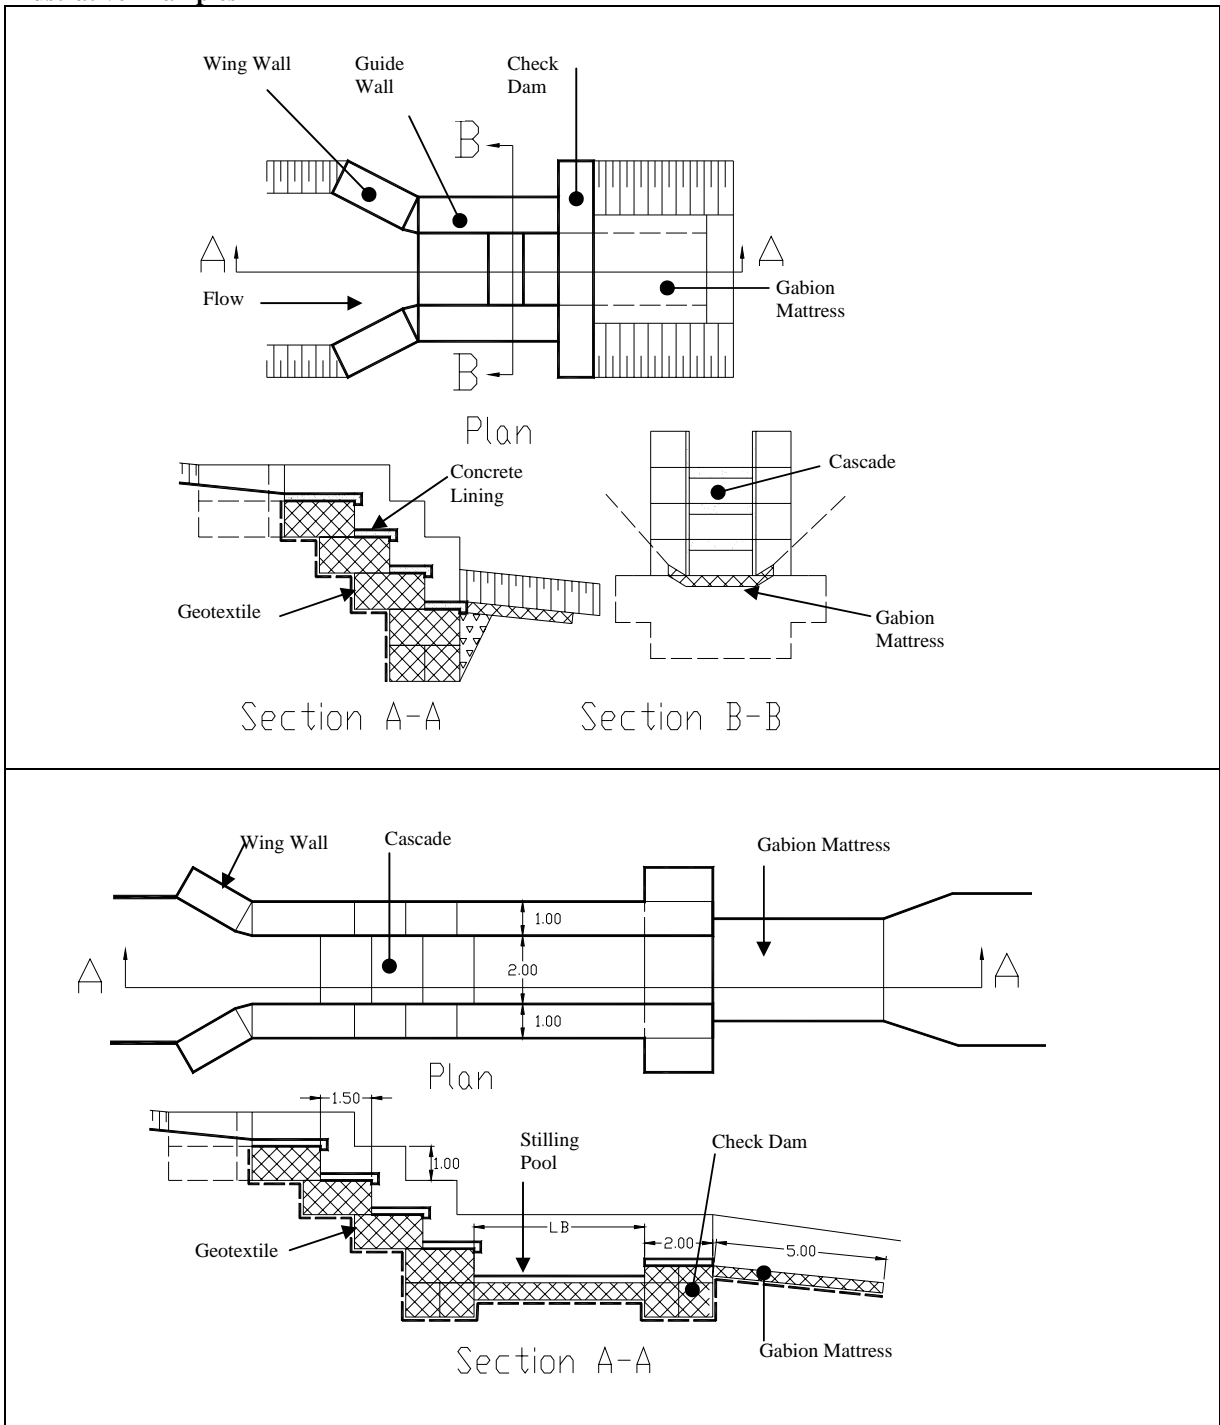 Wing Wall
Guide
Wall
Check
Dam
B
A
A
Flow
Gabion
Mattress
B
Plan
Concrete
Lining
Cascade
Geotextile
Gabion
Mattress
Section A-A
Section B-B
Wing Wall
Cascade
Gabion Mattress
1.00
A
2.00
A
1.00
Plan
1.50
Stilling
Pool
Check Dam
1.00
Geotextile
LB
2.00
5.00
Section A-A
Gabion Mattress